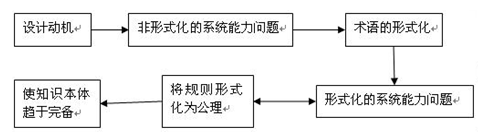 设计动机
非形式化的系统能力问题
术语的形式化
形式化的系统能力问题
将规则形式
化为公理
使知识本体
趋于完备